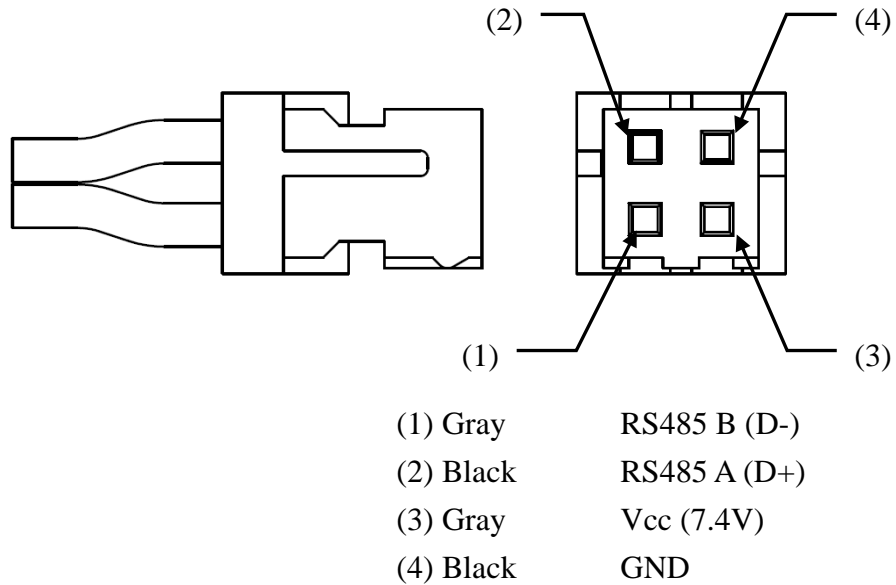 (2)
(4)
(1)
(3)
(1) Gray RS485 B (D-)
(2) Black RS485 A (D+)
(3) Gray Vcc (7.4V)
(4) Black GND